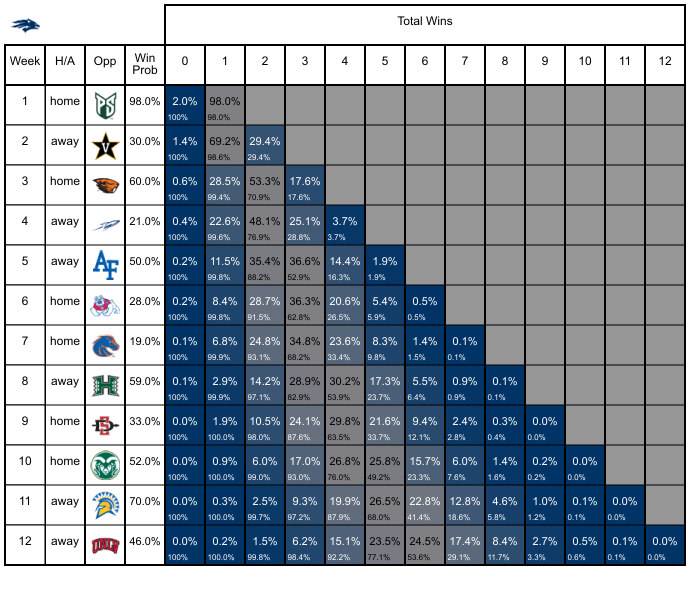 Total Wins
Week H/A Opp Win Prob 0 1 2 3 4 5 6 7 8 9 10 11 12
1 home PS 98.0% 2.0% 98.0%
100% 98.0%
2 away V 30.0% 1.4% 69.2% 29.4%
100% 98.6% 29.4%
3 home 60.0% 0.6% 28.5% 53.3% 17.6%
100% 99.4% 70.9% 17.6%
4 away 21.0% 0.4% 22.6% 48.1% 25.1% 3.7%
100% 99.6% 76.9% 28.8% 3.7%
5 away AF 50.0% 0.2% 11.5% 35.4% 36.6% 14.4% 1.9%
100% 99.8% 88.2% 52.9% 16.3% 1.9%
6 home 28.0% 0.2% 8.4% 28.7% 36.3% 20.6% 5.4% 0.5%
100% 99.8% 91.5% 62.8% 26.5% 5.9% 0.5%
7 home 19.0% 0.1% 6.8% 24.8% 34.8% 23.6% 8.3% 1.4% 0.1%
100% 99.9% 93.1% 68.2% 33.4% 9.8% 1.5% 0.1%
8 away H 59.0% 0.1% 2.9% 14.2% 28.9% 30.2% 17.3% 5.5% 0.9% 0.1%
100% 99.9% 97.1% 82.9% 53.9% 23.7% 6.4% 0.9% 0.1%
9 home SD 33.0% 0.0% 1.9% 10.5% 24.1% 29.8% 21.6% 9.4% 2.4% 0.3% 0.0%
100% 100.0% 98.0% 87.6% 63.5% 33.7% 12.1% 2.8% 0.4% 0.0%
10 home 52.0% 0.0% 0.9% 6.0% 17.0% 26.8% 25.8% 15.7% 6.0% 1.4% 0.2% 0.0%
100% 100.0% 99.0% 93.0% 76.0% 49.2% 23.3% 7.6% 1.6% 0.2% 0.0%
11 away 70.0% 0.0% 0.3% 2.5% 9.3% 19.9% 26.5% 22.8% 12.8% 4.6% 1.0% 0.1% 0.0%
100% 100.0% 99.7% 97.2% 87.9% 68.0% 41.4% 18.6% 5.8% 1.2% 0.1% 0.0%
12 away UNLV 46.0% 0.0% 0.2% 1.5% 6.2% 15.1% 23.5% 24.5% 17.4% 8.4% 2.7% 0.5% 0.1% 0.0%
100% 100.0% 99.8% 98.4% 92.2% 77.1% 53.6% 29.1% 11.7% 3.3% 0.6% 0.1% 0.0%